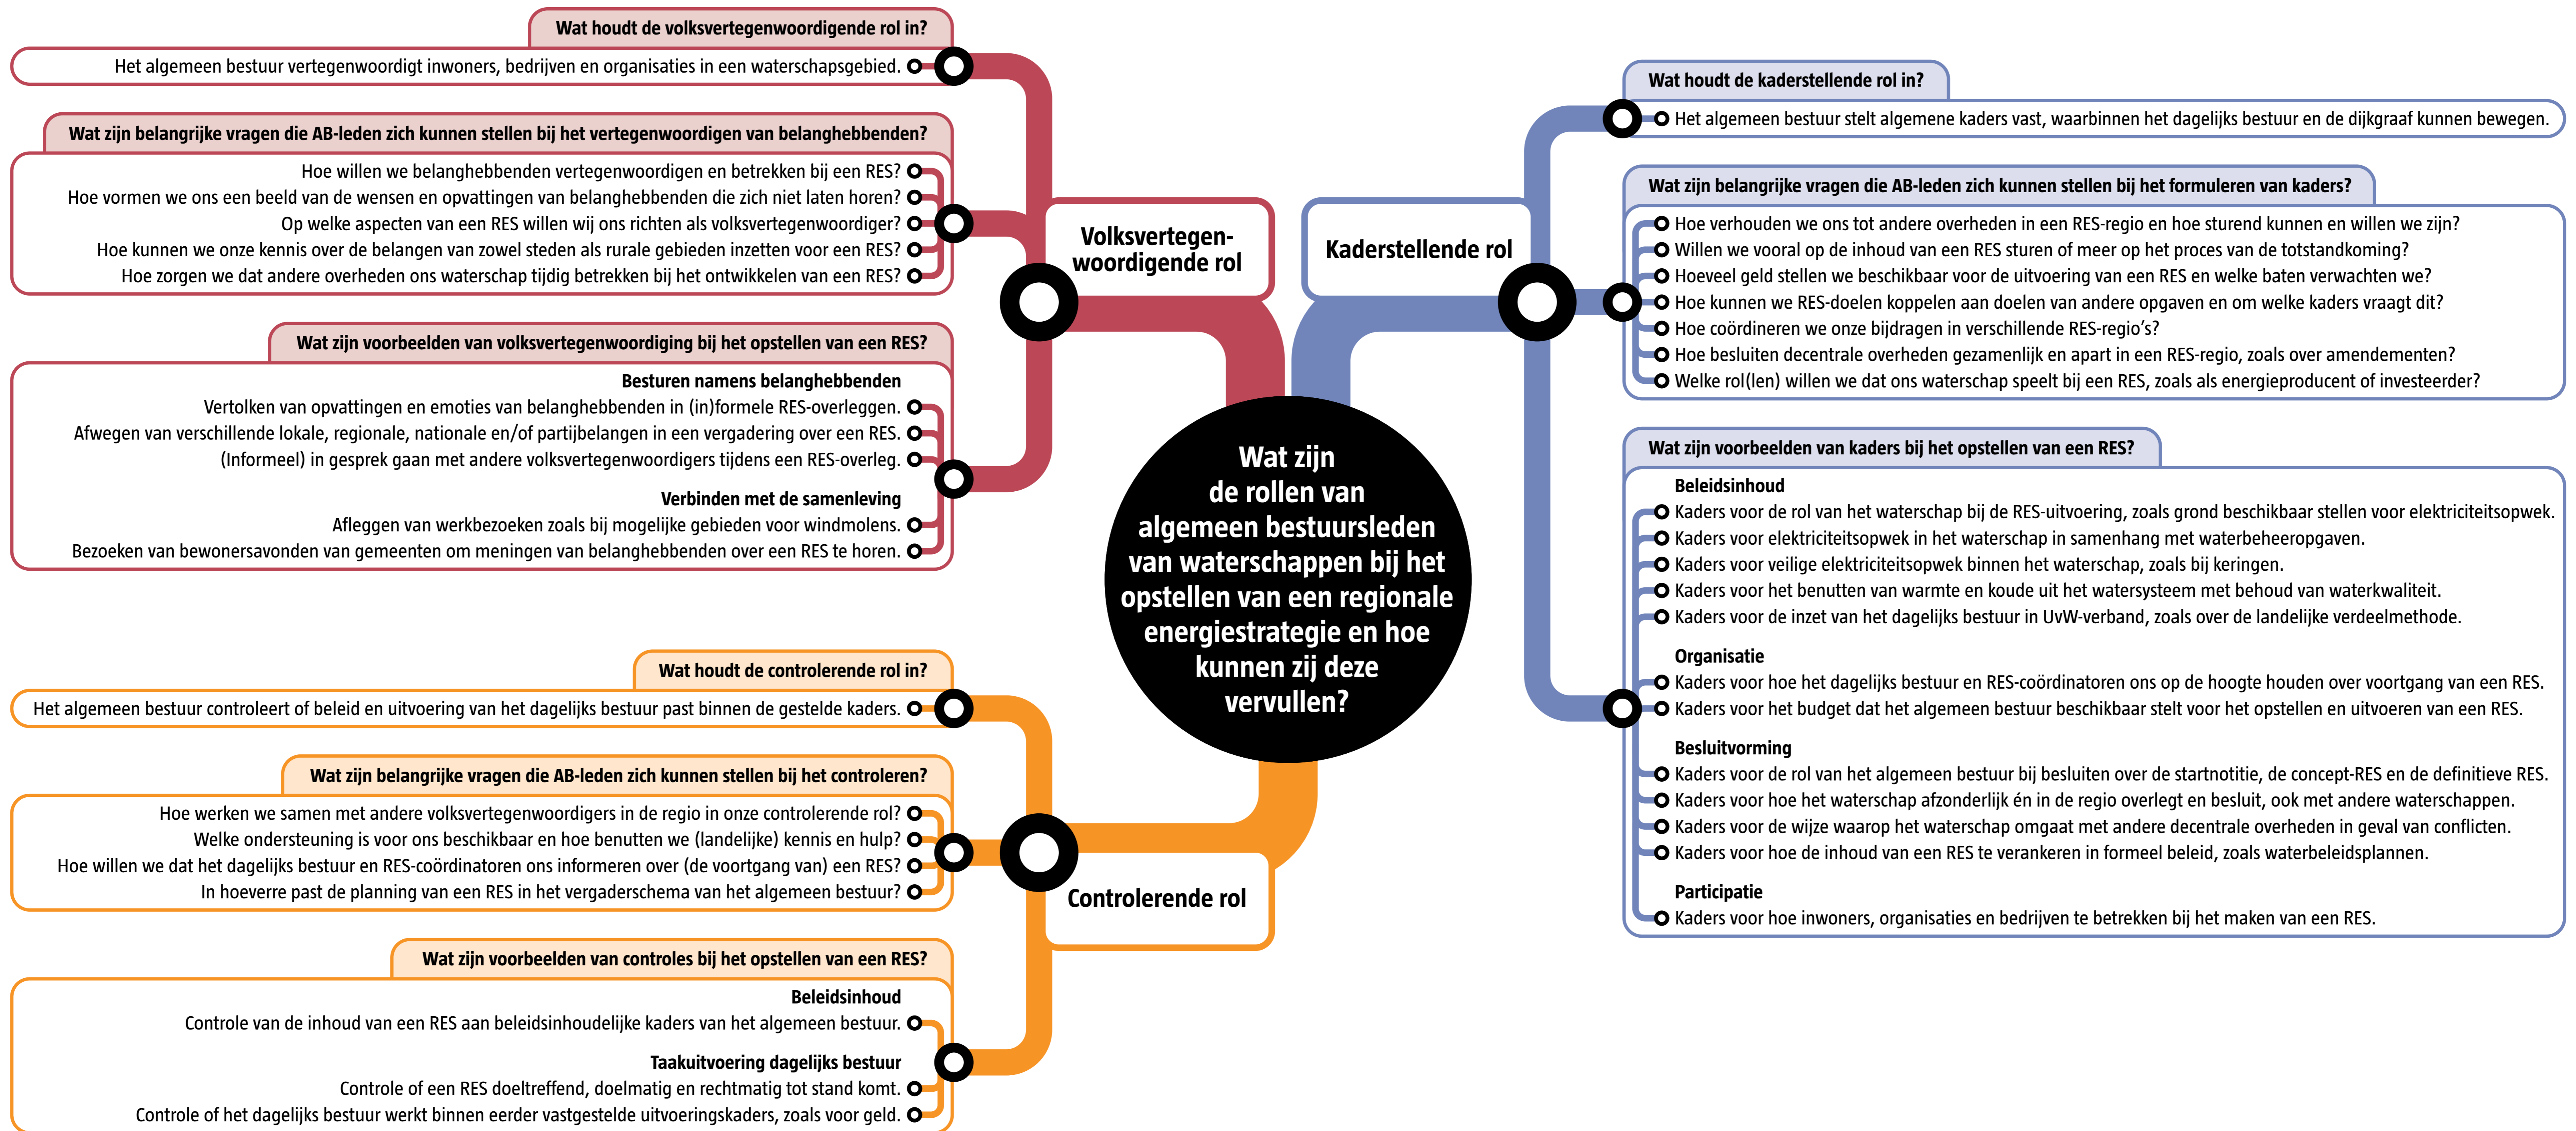 Wat zijn
de rollen van
algemeen bestuursleden
van waterschappen bij het
opstellen van een regionale
energiestrategie en hoe
kunnen zij deze
vervullen?
Volksvertegen-
woordigende rol
Wat houdt de volksvertegenwoordigende rol in?
Het algemeen bestuur vertegenwoordigt inwoners, bedrijven en organisaties in een waterschapsgebied.
Wat zijn belangrijke vragen die AB-leden zich kunnen stellen bij het vertegenwoordigen van belanghebbenden?
Hoe willen we belanghebbenden vertegenwoordigen en betrekken bij een RES?
Hoe vormen we ons een beeld van de wensen en opvattingen van belanghebbenden die zich niet laten horen?
Op welke aspecten van een RES willen wij ons richten als volksvertegenwoordiger?
Hoe kunnen we onze kennis over de belangen van zowel steden als rurale gebieden inzetten voor een RES?
Hoe zorgen we dat andere overheden ons waterschap tijdig betrekken bij het ontwikkelen van een RES?
Wat zijn voorbeelden van volksvertegenwoordiging bij het opstellen van een RES?
Besturen namens belanghebbenden
Vertolken van opvattingen en emoties van belanghebbenden in (in)formele RES-overleggen.
Afwegen van verschillende lokale, regionale, nationale en/of partijbelangen in een vergadering over een RES.
(Informeel) in gesprek gaan met andere volksvertegenwoordigers tijdens een RES-overleg.
Verbinden met de samenleving
Afleggen van werkbezoeken zoals bij mogelijke gebieden voor windmolens.
Bezoeken van bewonersavonden van gemeenten om meningen van belanghebbenden over een RES te horen.
Kaderstellende rol
Wat houdt de kaderstellende rol in?
Het algemeen bestuur stelt algemene kaders vast, waarbinnen het dagelijks bestuur en de dijkgraaf kunnen bewegen.
Wat zijn belangrijke vragen die AB-leden zich kunnen stellen bij het formuleren van kaders?
Hoe verhouden we ons tot andere overheden in een RES-regio en hoe sturend kunnen en willen we zijn?
Willen we vooral op de inhoud van een RES sturen of meer op het proces van de totstandkoming?
Hoeveel geld stellen we beschikbaar voor de uitvoering van een RES en welke baten verwachten we?
Hoe kunnen we RES-doelen koppelen aan doelen van andere opgaven en om welke kaders vraagt dit?
Hoe coördineren we onze bijdragen in verschillende RES-regio's?
Hoe besluiten decentrale overheden gezamenlijk en apart in een RES-regio, zoals over amendementen?
Welke rol(len) willen we dat ons waterschap speelt bij een RES, zoals als energieproducent of investeerder?
Wat zijn voorbeelden van kaders bij het opstellen van een RES?
Beleidsinhoud
Kaders voor de rol van het waterschap bij de RES-uitvoering, zoals grond beschikbaar stellen voor elektriciteitsopwek.
Kaders voor elektriciteitsopwek in het waterschap in samenhang met waterbeheeropgaven.
Kaders voor veilige elektriciteitsopwek binnen het waterschap, zoals bij keringen.
Kaders voor het benutten van warmte en koude uit het watersysteem met behoud van waterkwaliteit.
Kaders voor de inzet van het dagelijks bestuur in UvW-verband, zoals over de landelijke verdeelmethode.
Organisatie
Kaders voor hoe het dagelijks bestuur en RES-coördinatoren ons op de hoogte houden over voortgang van een RES.
Kaders voor het budget dat het algemeen bestuur beschikbaar stelt voor het opstellen en uitvoeren van een RES.
Besluitvorming
Kaders voor de rol van het algemeen bestuur bij besluiten over de startnotitie, de concept-RES en de definitieve RES.
Kaders voor hoe het waterschap afzonderlijk én in de regio overlegt en besluit, ook met andere waterschappen.
Kaders voor de wijze waarop het waterschap omgaat met andere decentrale overheden in geval van conflicten.
Kaders voor hoe de inhoud van een RES te verankeren in formeel beleid, zoals waterbeleidsplannen.
Participatie
Kaders voor hoe inwoners, organisaties en bedrijven te betrekken bij het maken van een RES.
Controlerende rol
Wat houdt de controlerende rol in?
Het algemeen bestuur controleert of beleid en uitvoering van het dagelijks bestuur past binnen de gestelde kaders.
Wat zijn belangrijke vragen die AB-leden zich kunnen stellen bij het controleren?
Hoe werken we samen met andere volksvertegenwoordigers in de regio in onze controlerende rol?
Welke ondersteuning is voor ons beschikbaar en hoe benutten we (landelijke) kennis en hulp?
Hoe willen we dat het dagelijks bestuur en RES-coördinatoren ons informeren over (de voortgang van) een RES?
In hoeverre past de planning van een RES in het vergaderschema van het algemeen bestuur?
Wat zijn voorbeelden van controles bij het opstellen van een RES?
Beleidsinhoud
Controle van de inhoud van een RES aan beleidsinhoudelijke kaders van het algemeen bestuur.
Taakuitvoering dagelijks bestuur
Controle of een RES doeltreffend, doelmatig en rechtmatig tot stand komt.
Controle of het dagelijks bestuur werkt binnen eerder vastgestelde uitvoeringskaders, zoals voor geld.